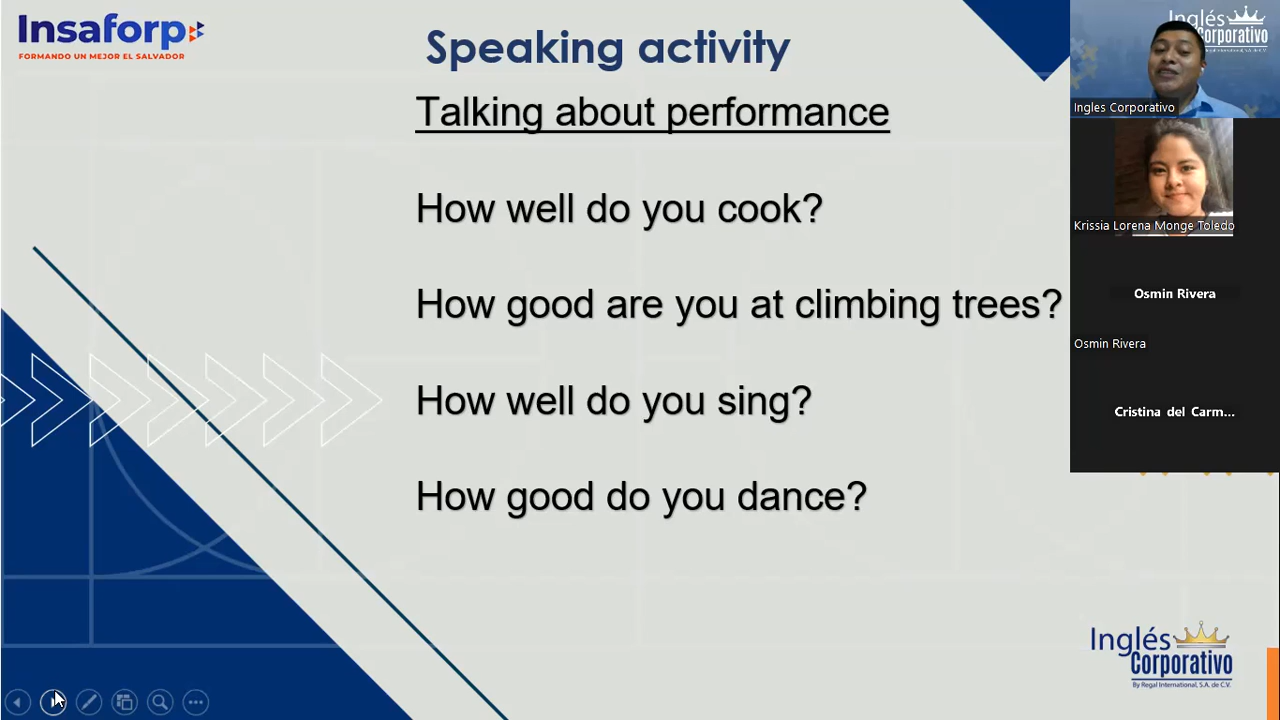 Insaforp
FORMANDO UN MEJOR EL SALVADOR
Speaking activity
Talking about performance
How well do you cook?
How good are you at climbing trees?
How well do you sing?
How good do you dance?
Inglés
Corporativo
Ingles Corporativo
Krissia Lorena Monge Toledo
Osmin Rivera
Osmin Rivera
Cristina del Carm...
Inglés
Corporativo
By Regal International, S.A. de C.V.